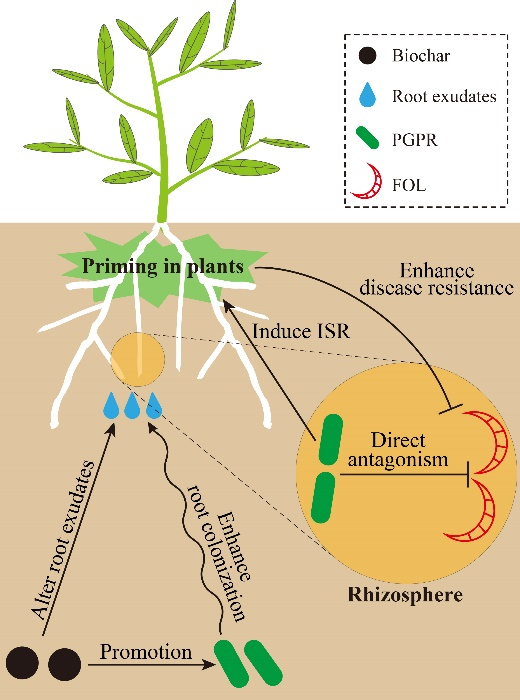 Biochar
Root exudates
PGPR
FOL
Priming in plants
Enhance
disease resistance
Induce ISR
Direct
antagonism
Rhizosphere
Alter root exudates
Enhance
root colonization
Promotion